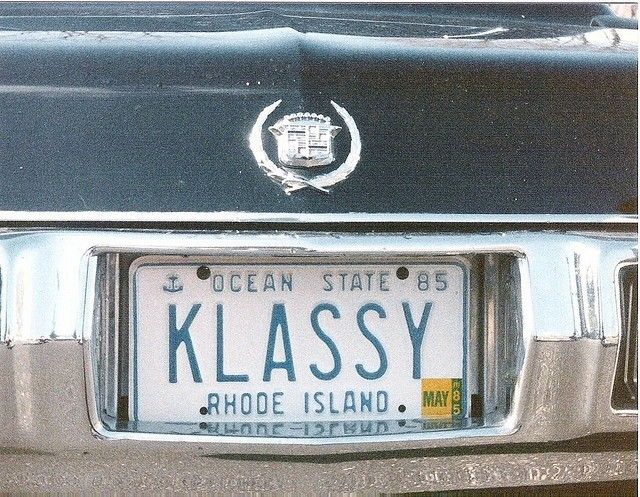 OCEAN STATE 85
KLASSY
RHODE ISLAND
MAY 85